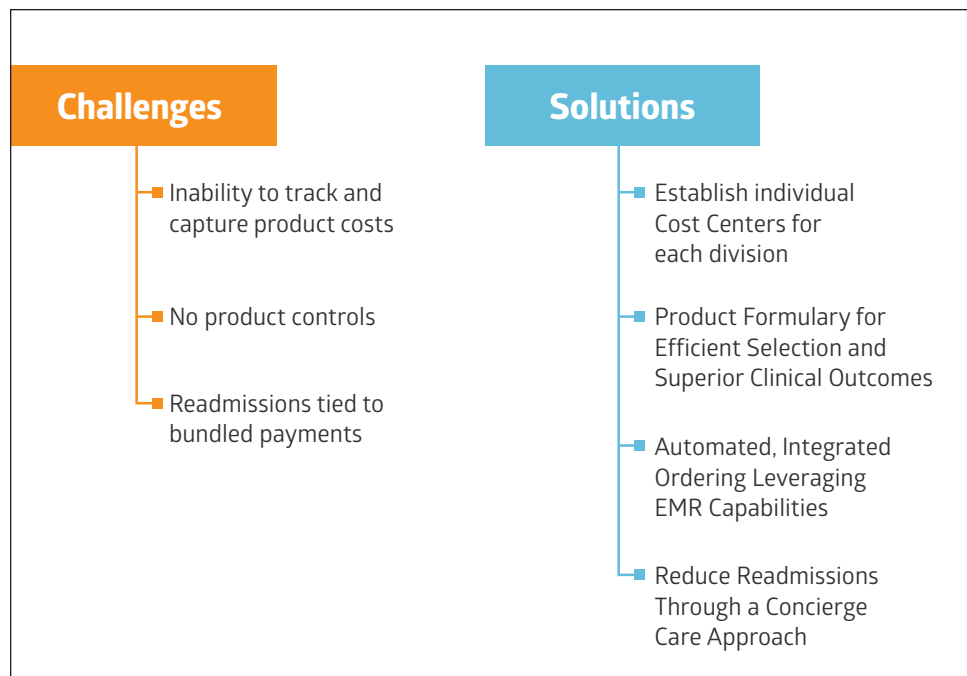 Challenges
Inability to track and
capture product costs
No product controls
Readmissions tied to
bundled payments
Solutions
Establish individual
Cost Centers for
each division
Product Formulary for
Efficient Selection and
Superior Clinical Outcomes
Automated, Integrated
Ordering Leveraging
EMR Capabilities
Reduce Readmissions
Through a Concierge
Care Approach